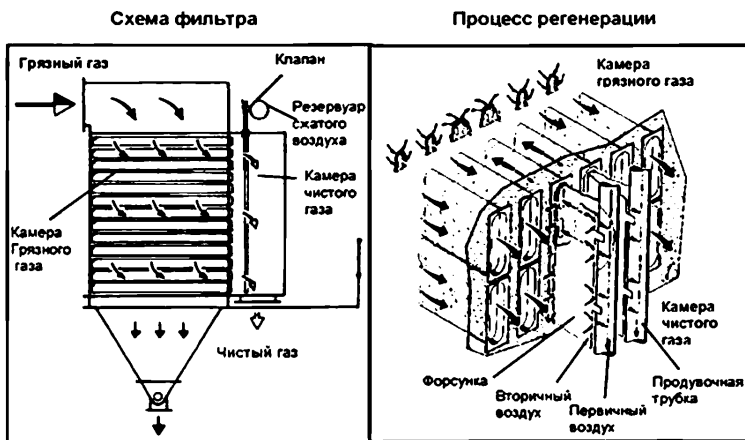 Схема фильтра
Процесс регенерации
Грязный газ
Клапан
Резервуар
сжатого
воздуха
Камера
чистого
газа
Камера
Грязного
газа
Чистый газ
Камера
грязного газа
Камера
чистого
газа
Форсунка
Вторичный
воздух
Первичный
воздух
Продувочная
трубка